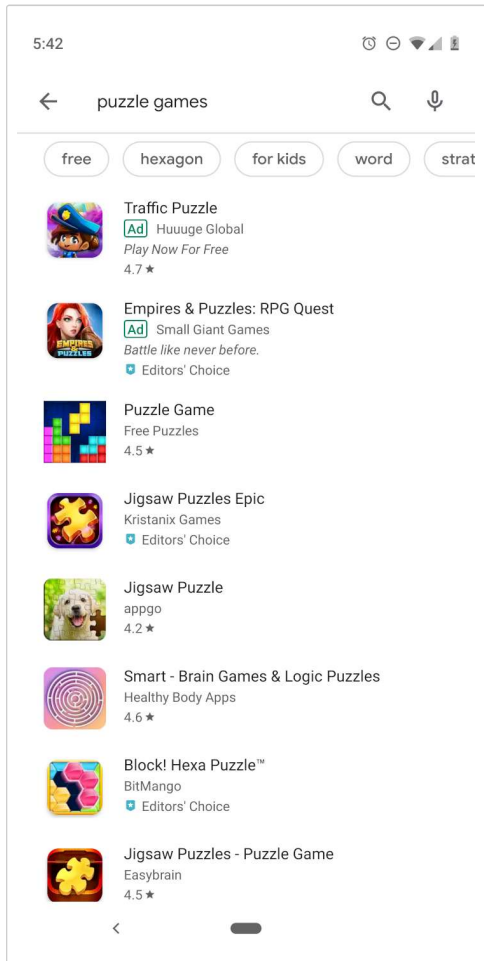 5:42
puzzle games
free
hexagon
for kids
word
strat
Traffic Puzzle
Ad Huuuge Global
Play Now For Free
4.7★
EMPIRES
&
PUZZLES
Empires & Puzzles: RPG Quest
Ad Small Giant Games
Battle like never before.
Editors' Choice
Puzzle Game
Free Puzzles
4.5★
Jigsaw Puzzles Epic
Kristanix Games
Editors' Choice
Jigsaw Puzzle
appgo
4.2★
Smart - Brain Games & Logic Puzzles
Healthy Body Apps
4.6★
Block! Hexa Puzzle™
BitMango
Editors' Choice
Jigsaw Puzzles - Puzzle Game
Easybrain
4.5★